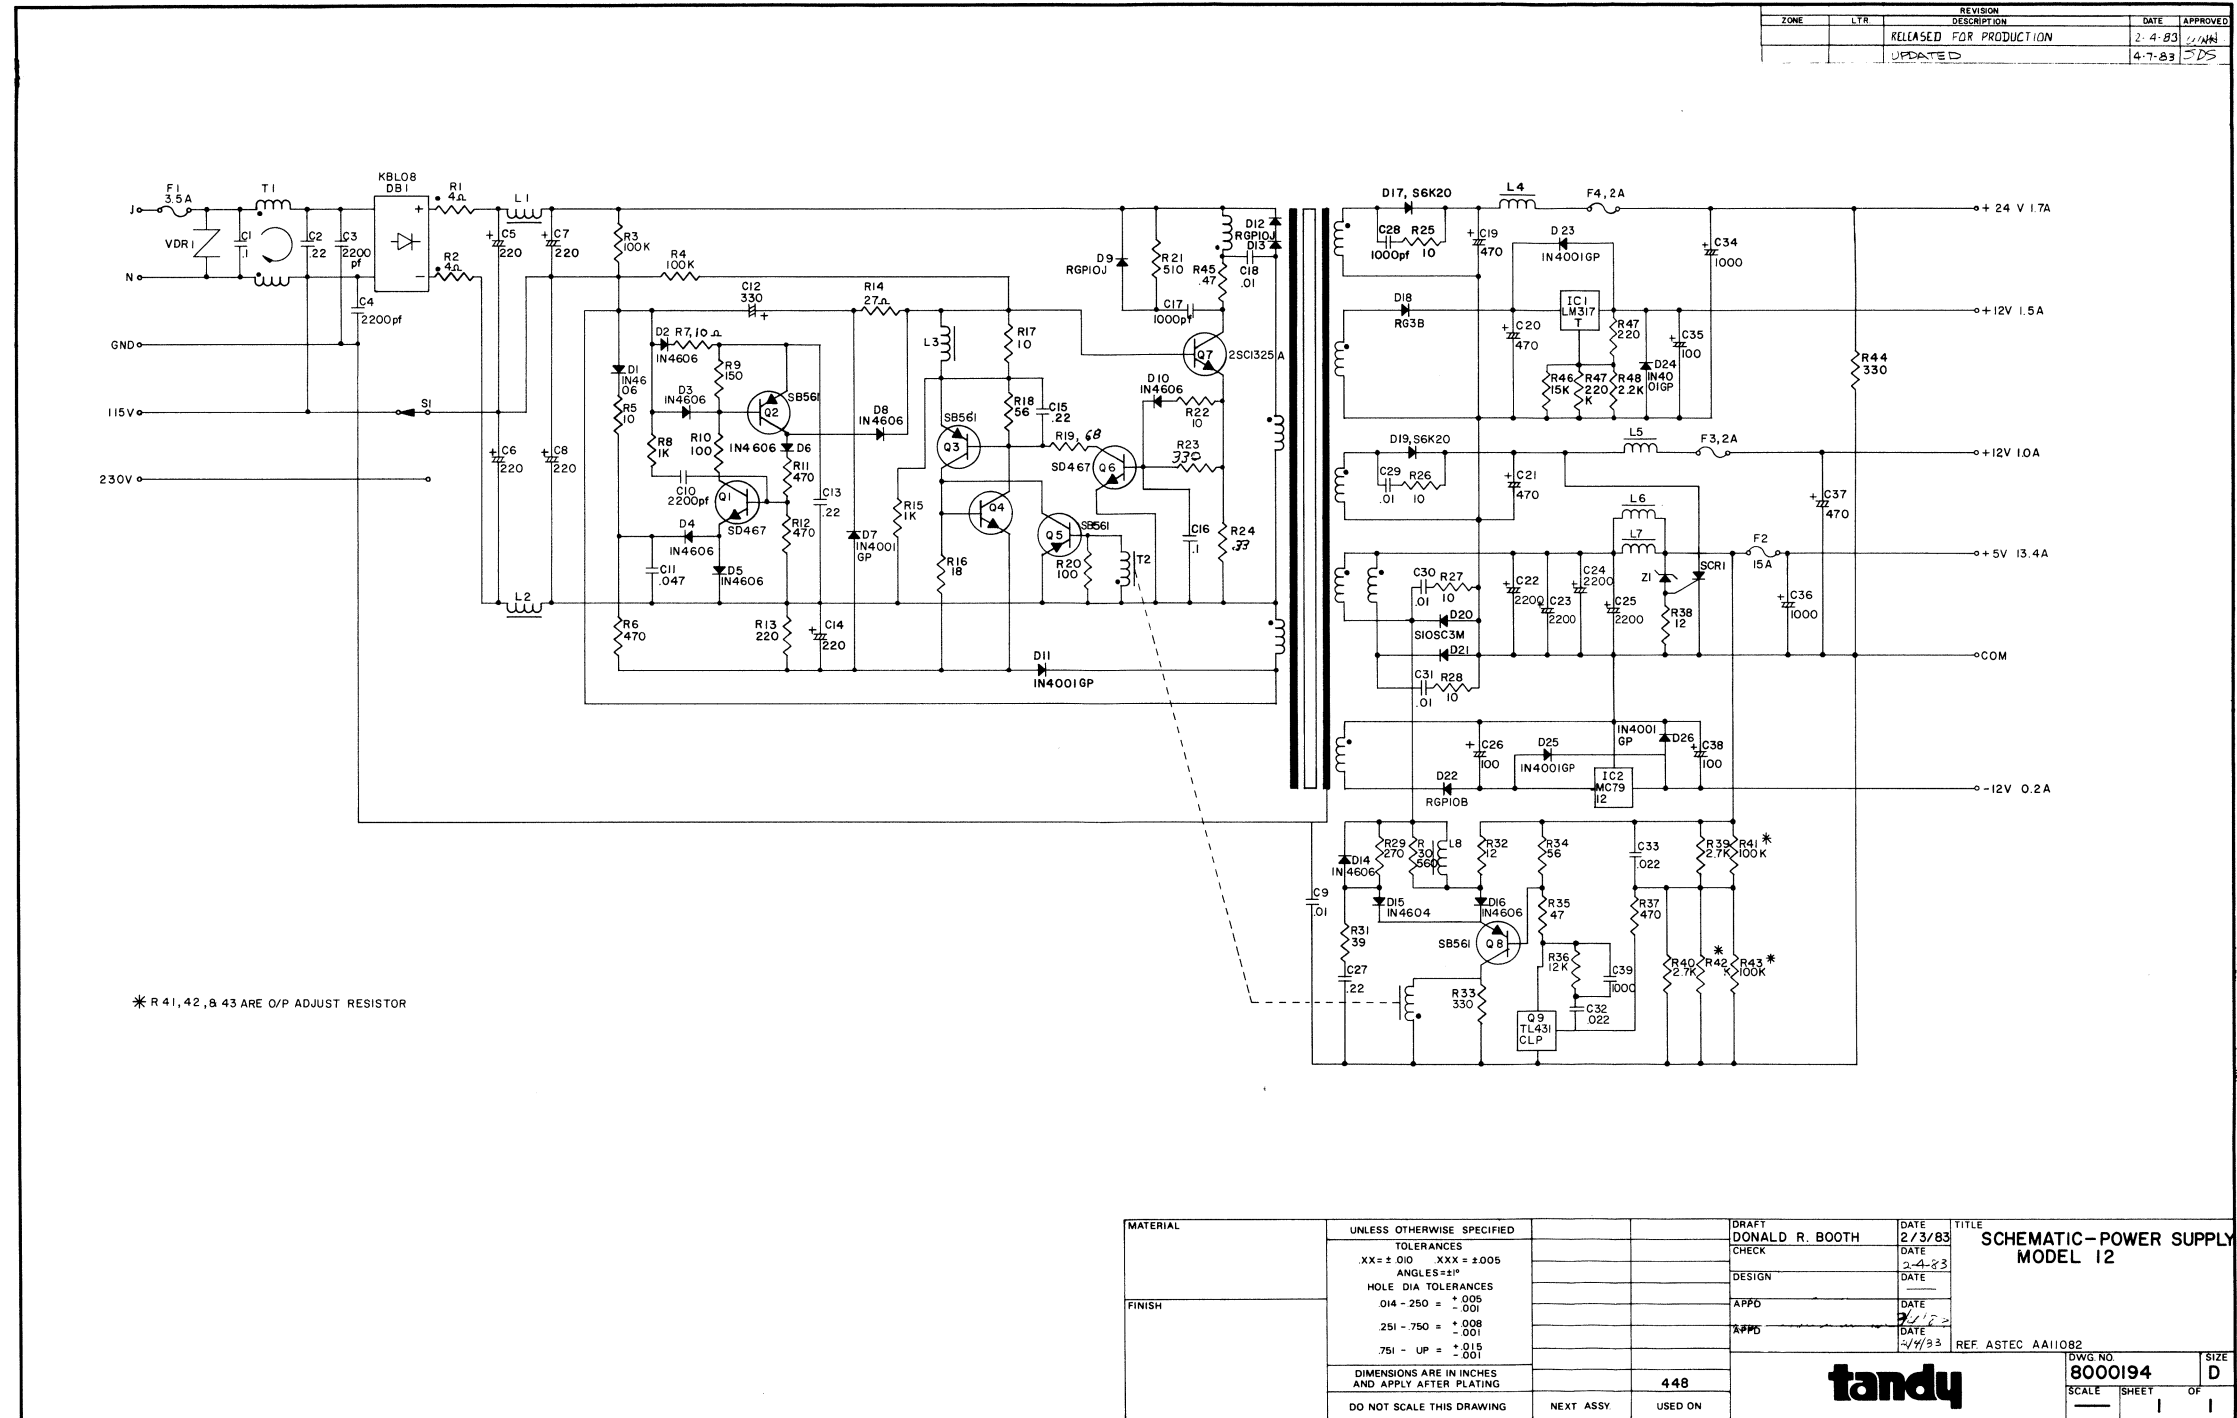 REVISION
ZONE LTR DESCRIPTION DATE APPROVED
RELEASED FOR PRODUCTION 2-4-83
UPDATED 4-7-83 SDS
F1
3.5A
T1
KBL08
DB1
R1
4Ω
L1
J
VDR1
C1
.1
C2
.22
C3
2200
pf
+
−
R2
4Ω
N
C4
2200pf
GND
115V
S1
230V
+ C5
220
+ C7
220
+ C6
220
+ C8
220
L2
R3
100K
R4
100K
C12
330
+
R14
27Ω
D1
1N46
06
R5
10
D2 R7,10Ω
1N4606
D3
1N4606
R9
150
Q2
SB561
D8
1N4606
R8
1K
R10
100
1N4606 D6
R11
470
C10
2200pf
Q1
SD467
R12
470
C13
.22
D4
1N4606
C11
.047
D5
1N4606
D7
1N4001
GP
R6
470
R13
220
+ C14
220
L3
R17
10
R18
56
C15
.22
SB561
Q3
R19, 68
SD467
Q6
R15
1K
Q4
SB561
Q5
R16
18
R20
100
T2
D11
1N4001GP
D9
RGP10J
R21
510
R45
.47
C17
1000pf
D12
RGP10J
D13
C18
.01
Q7
2SC1325A
D10
1N4606
R22
10
R23
330
C16
.1
R24
.33
D17, S6K20
L4
F4,2A
+ 24 V 1.7A
C28
1000pf
R25
10
+ C19
470
D23
1N4001GP
+ C34
1000
D18
RG3B
IC1
LM317
T
+12V 1.5A
+ C20
470
R47
220
+ C35
100
D24
1N40
01GP
R46
15K
R47
220
K
R48
2.2K
R44
330
D19,S6K20
L5
F3,2A
+12V 1.0A
C29
.01
R26
10
+ C21
470
L6
+ C37
470
L7
F2
15A
+5V 13.4A
C30
.01
R27
10
+ C22
2200
+ C23
2200
+ C24
2200
+ C25
2200
Z1
SCR1
R38
12
+ C36
1000
D20
S10SC3M
D21
COM
C31
.01
R28
10
+ C26
100
D25
1N4001GP
1N4001
GP
D26
+ C38
100
D22
RGP10B
IC2
MC79
12
-12V 0.2A
D14
1N4606
R29
270
R
30
560
L8
R32
12
R34
56
C33
.022
R39
2.7K
R41
100K
*
C9
.01
D15
1N4604
D16
1N4606
R35
47
R37
470
R31
39
SB561
Q8
R36
12K
C39
1000
R40
2.7K
*
R42
K
R43
100K
*
C27
.22
R33
330
Q9
TL431
CLP
C32
.022
* R 41,42,& 43 ARE O/P ADJUST RESISTOR
MATERIAL
FINISH
UNLESS OTHERWISE SPECIFIED
TOLERANCES
.XX= ± .010 .XXX = ±.005
ANGLES=±1°
HOLE DIA TOLERANCES
.014 - .250 = +.005 -.001
.251 - .750 = +.008 -.001
.751 - UP = +.015 -.001
DIMENSIONS ARE IN INCHES
AND APPLY AFTER PLATING
DO NOT SCALE THIS DRAWING
NEXT ASSY.
448
USED ON
DRAFT
DONALD R. BOOTH
DATE
2/3/83
CHECK
DATE
2-4-83
DESIGN
DATE
APPD
DATE
APPD
DATE
TITLE
SCHEMATIC-POWER SUPPLY
MODEL 12
REF. ASTEC AA11082
tandy
DWG. NO.
8000194
SIZE
D
SCALE
SHEET 1 OF 1